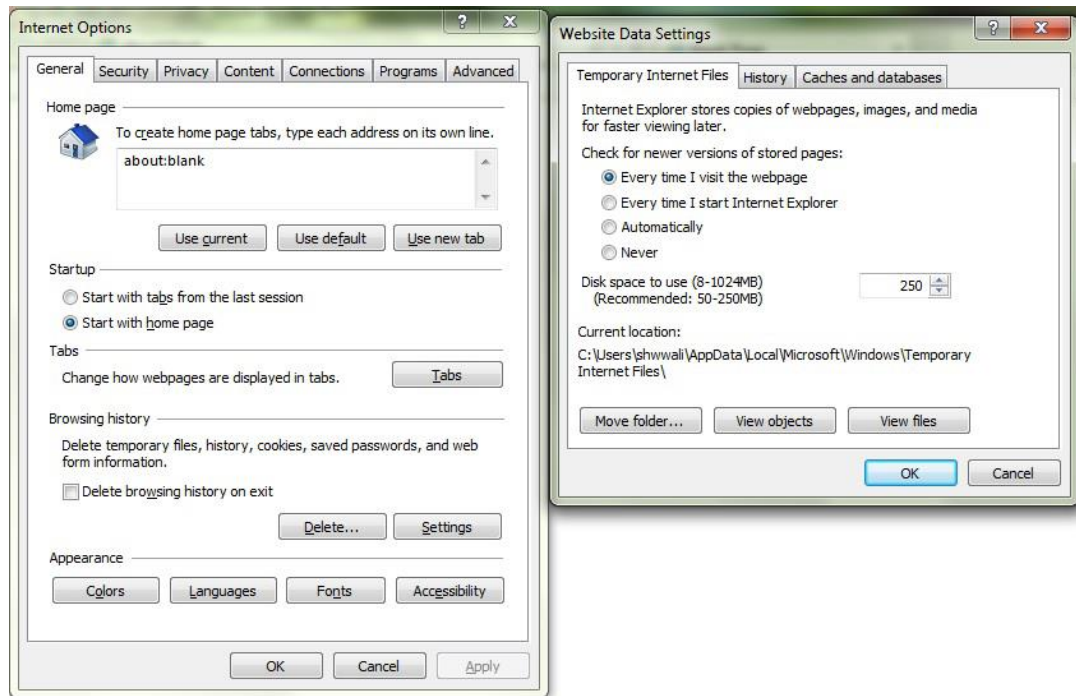 Internet Options
General Security Privacy Content Connections Programs Advanced
Home page
To create home page tabs, type each address on its own line.
about:blank
Use current Use default Use new tab
Startup
Start with tabs from the last session
Start with home page
Tabs
Change how webpages are displayed in tabs.
Tabs
Browsing history
Delete temporary files, history, cookies, saved passwords, and web
form information.
Delete browsing history on exit
Delete... Settings
Appearance
Colors Languages Fonts Accessibility
OK Cancel Apply
Website Data Settings
Temporary Internet Files History Caches and databases
Internet Explorer stores copies of webpages, images, and media
for faster viewing later.
Check for newer versions of stored pages:
Every time I visit the webpage
Every time I start Internet Explorer
Automatically
Never
Disk space to use (8-1024MB) 250
(Recommended: 50-250MB)
Current location:
C:\Users\shwwali\AppData\Local\Microsoft\Windows\Temporary
Internet Files\
Move folder... View objects View files
OK Cancel